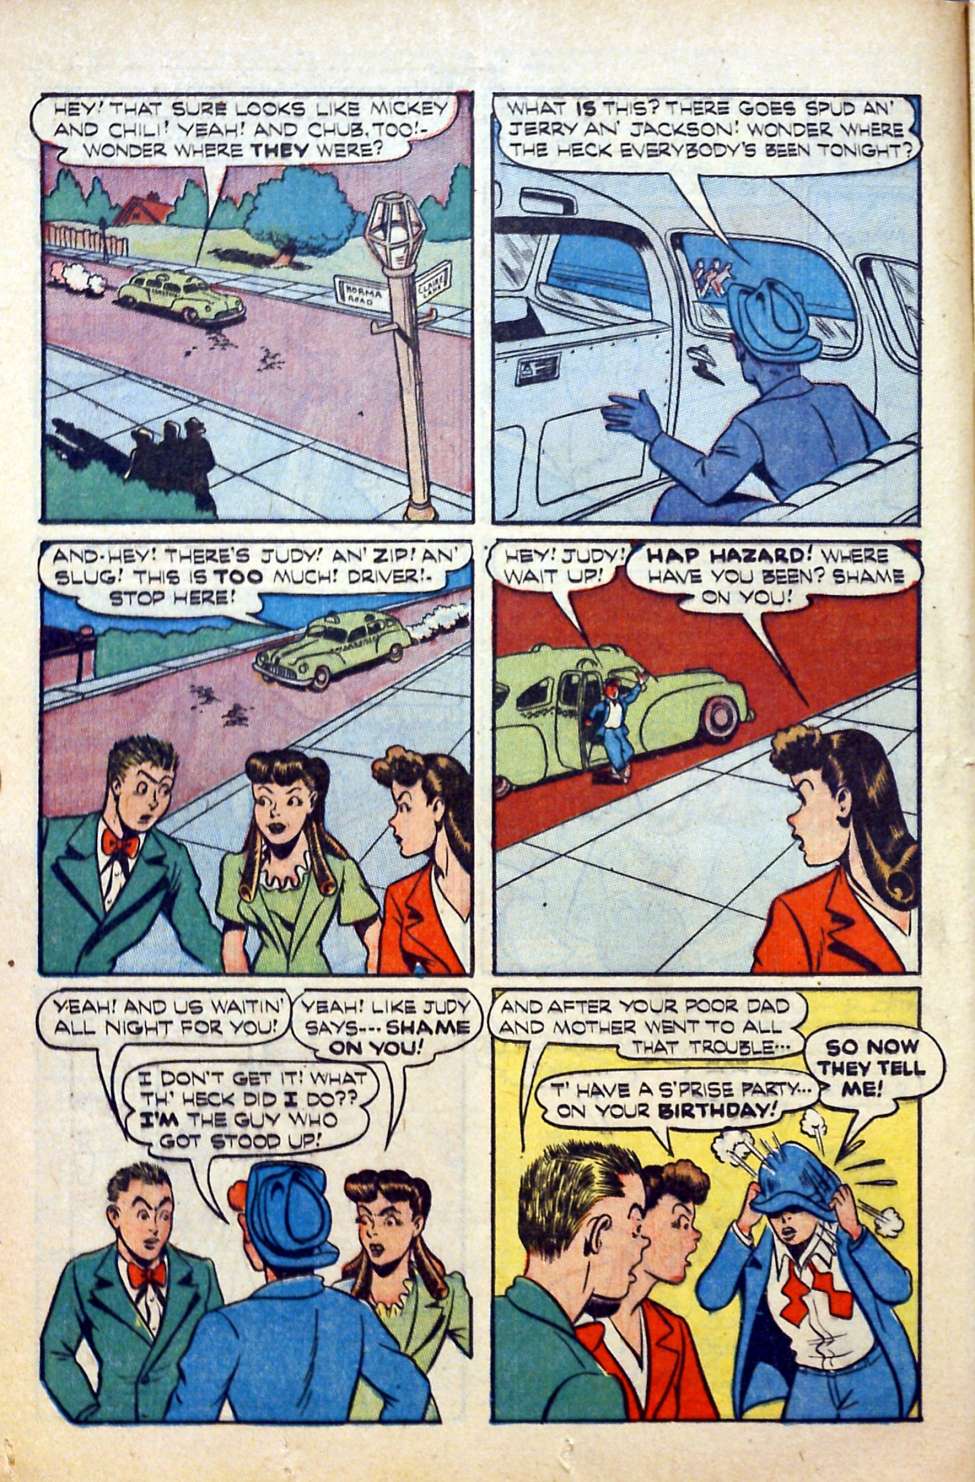 HEY! THAT SURE LOOKS LIKE MICKEY
AND CHILI! YEAH! AND CHUB, TOO!-
WONDER WHERE THEY WERE?
NORMA
ROAD
WHAT IS THIS? THERE GOES SPUD AN'
JERRY AN' JACKSON! WONDER WHERE
THE HECK EVERYBODY'S BEEN TONIGHT?
AND-HEY! THERE'S JUDY! AN' ZIP! AN'
SLUG! THIS IS TOO MUCH! DRIVER!-
STOP HERE!
HEY! JUDY!
WAIT UP!
HAP HAZARD! WHERE
HAVE YOU BEEN? SHAME
ON YOU!
YEAH! AND US WAITIN'
ALL NIGHT FOR YOU!
YEAH! LIKE JUDY
SAYS--- SHAME
ON YOU!
I DON'T GET IT! WHAT
TH' HECK DID I DO??
I'M THE GUY WHO
GOT STOOD UP!
AND AFTER YOUR POOR DAD
AND MOTHER WENT TO ALL
THAT TROUBLE---
T' HAVE A S'PRISE PARTY---
ON YOUR BIRTHDAY!
SO NOW
THEY TELL
ME!